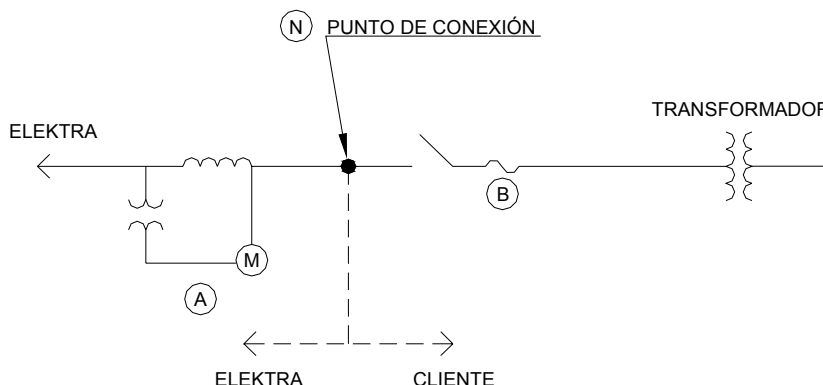 N PUNTO DE CONEXIÓN
TRANSFORMADOR
ELEKTRA
B
M
A
ELEKTRA CLIENTE